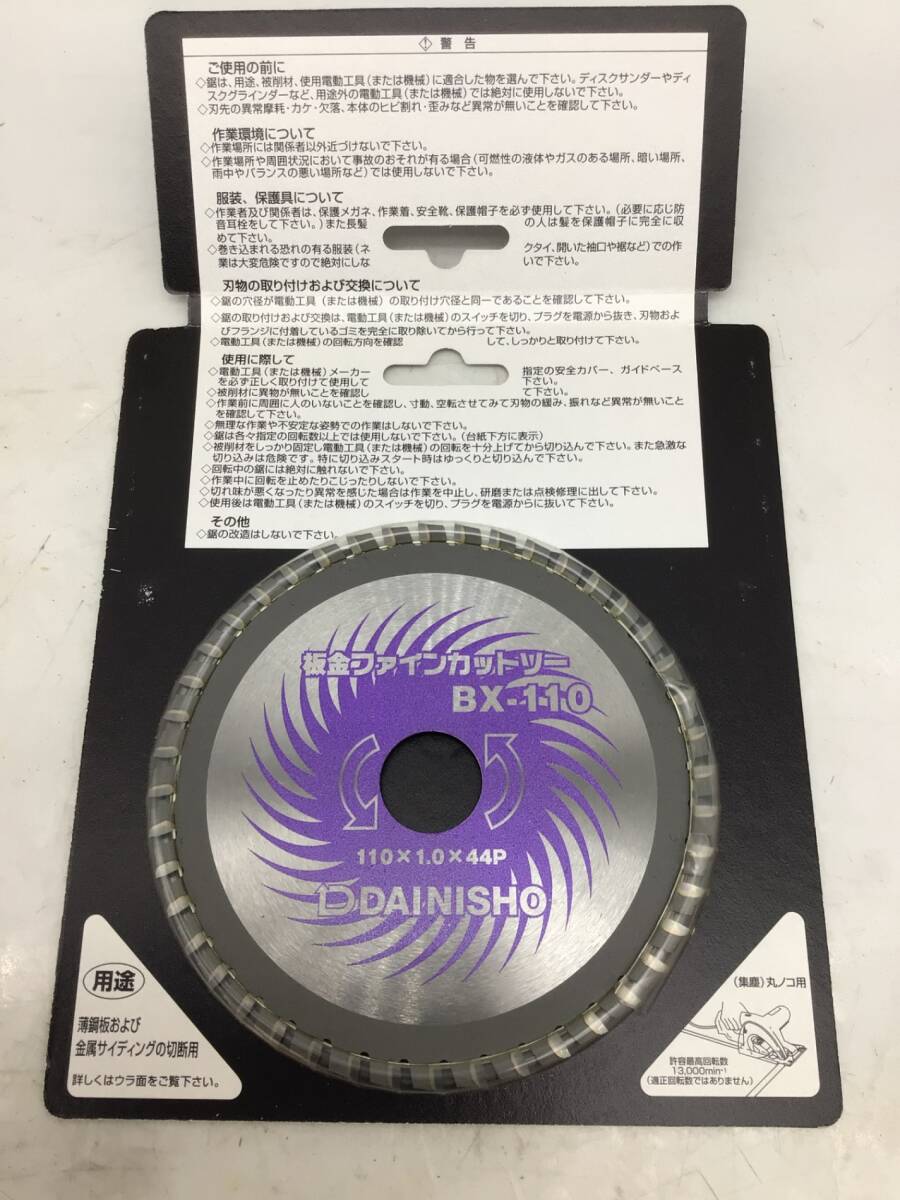 警告
ご使用の前に
◇鋸は、用途、被削材、使用電動工具(または機械)に適合した物を選んで下さい。ディスクサンダーやディ
スクグラインダーなど、用途外の電動工具(または機械)では絶対に使用しないで下さい。
◇刃先の異常摩耗・カケ・欠落、本体のヒビ割れ・歪みなど異常が無いことを確認して下さい。
作業環境について
◇作業場所には関係者以外近づけないで下さい。
◇作業場所や周囲状況において事故のおそれが有る場合(可燃性の液体やガスのある場所、暗い場所、
雨中やバランスの悪い場所など)では使用しないで下さい。
服装、保護具について
◇作業者及び関係者は、保護メガネ、作業着、安全靴、保護帽子を必ず使用して下さい。(必要に応じ防
音耳栓をして下さい。)また長髪の人は髪を保護帽子に完全に収
めて下さい。
◇巻き込まれる恐れの有る服装(ネクタイ、開いた袖口や裾など)での作
業は大変危険ですので絶対にしないで下さい。
刃物の取り付けおよび交換について
◇鋸の穴径が電動工具(または機械)の取り付け穴径と同一であることを確認して下さい。
◇鋸の取り付けおよび交換は、電動工具(または機械)のスイッチを切り、プラグを電源から抜き、刃物およ
びフランジに付着しているゴミを完全に取り除いてから行って下さい。
◇電動工具(または機械)の回転方向を確認して、しっかりと取り付けて下さい。
使用に際して
◇電動工具(または機械)メーカー指定の安全カバー、ガイドベース
を必ず正しく取り付けて使用して下さい。
◇被削材に異物が無いことを確認して下さい。
◇作業前に周囲に人のいないことを確認し、寸動、空転させてみて刃物の緩み、振れなど異常が無いこと
を確認して下さい。
◇無理な作業や不安定な姿勢での作業はしないで下さい。
◇鋸は各々指定の回転数以上では使用しないで下さい。(台紙下方に表示)
◇被削材をしっかり固定し電動工具(または機械)の回転を十分上げてから切り込んで下さい。また急激な
切り込みは危険です。特に切り込みスタート時はゆっくりと切り込んで下さい。
◇回転中の鋸には絶対に触れないで下さい。
◇作業中に回転を止めたりこじったりしないで下さい。
◇切れ味が悪くなったり異常を感じた場合は作業を中止し、研磨または点検修理に出して下さい。
◇使用後は電動工具(または機械)のスイッチを切り、プラグを電源からに抜いて下さい。
その他
◇鋸の改造はしないで下さい。
板金ファインカットツー
BX-110
110×1.0×44P
DAINISHO
用途
薄鋼板および
金属サイディングの切断用
詳しくはウラ面をご覧下さい。
(集塵)丸ノコ用
許容最高回転数
13,000min⁻¹
(適正回転数ではありません)